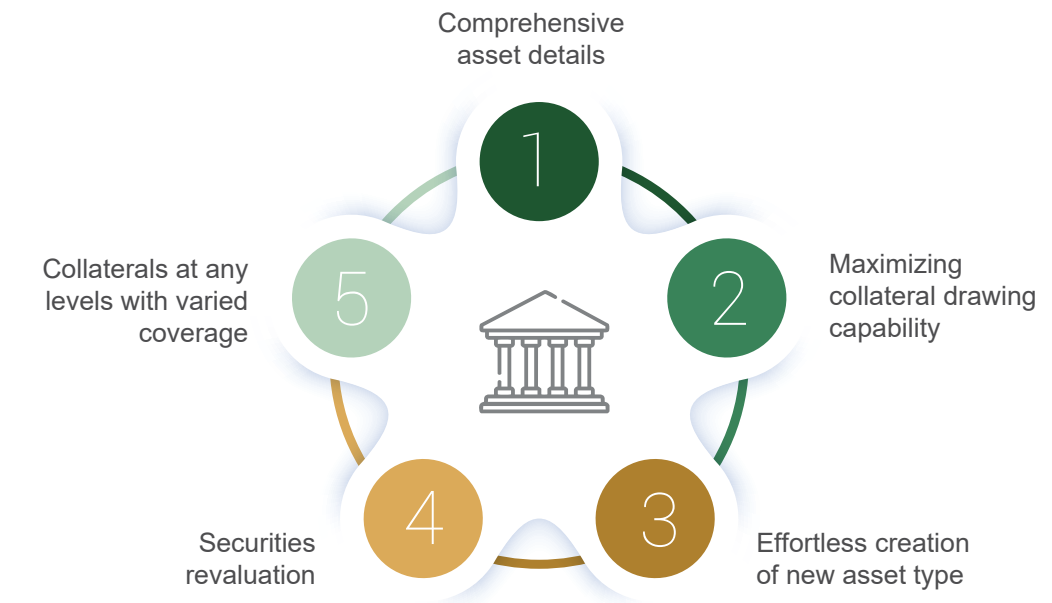 Comprehensive
asset details
1
2
Maximizing
collateral drawing
capability
3
Effortless creation
of new asset type
4
Securities
revaluation
5
Collaterals at any
levels with varied
coverage